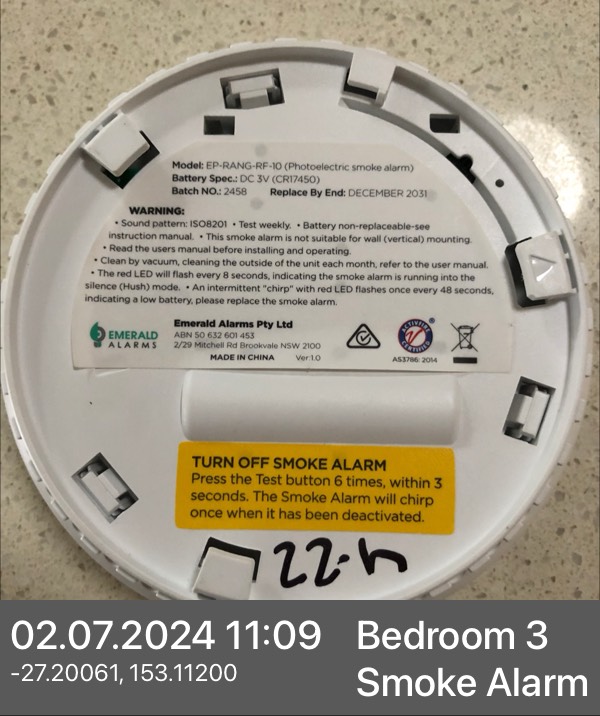 Model: EP-RANG-RF-10 (Photoelectric smoke alarm)
Battery Spec.: DC 3V (CR17450)
Batch NO.: 2458 Replace By End: DECEMBER 2031
WARNING:
• Sound pattern: ISO8201 • Test weekly. • Battery non-replaceable-see
instruction manual. • This smoke alarm is not suitable for wall (vertical) mounting.
• Read the users manual before installing and operating.
• Clean by vacuum, cleaning the outside of the unit each month, refer to the user manual.
• The red LED will flash every 8 seconds, indicating the smoke alarm is running into the
silence (Hush) mode. • An intermittent "chirp" with red LED flashes once every 48 seconds,
indicating a low battery, please replace the smoke alarm.
EMERALD
ALARMS
Emerald Alarms Pty Ltd
ABN 50 632 601 453
2/29 Mitchell Rd Brookvale NSW 2100
MADE IN CHINA Ver:1.0
ACTIVFIRE
CERTIFIED
AS3786: 2014
TURN OFF SMOKE ALARM
Press the Test button 6 times, within 3
seconds. The Smoke Alarm will chirp
once when it has been deactivated.
02.07.2024 11:09
-27.20061, 153.11200
Bedroom 3
Smoke Alarm